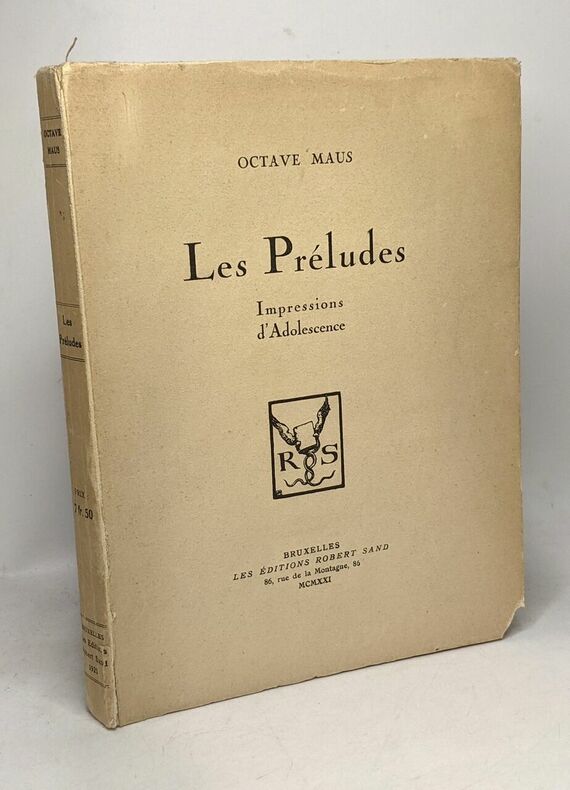 OCTAVE MAUS
Les Préludes
Impressions
d'Adolescence
R S
BRUXELLES
LES ÉDITIONS ROBERT SAND
86, rue de la Montagne, 86
MCMXXI
OCTAVE
MAUS
Les
Préludes
PRIX
7 fr. 50
BRUXELLES
1921